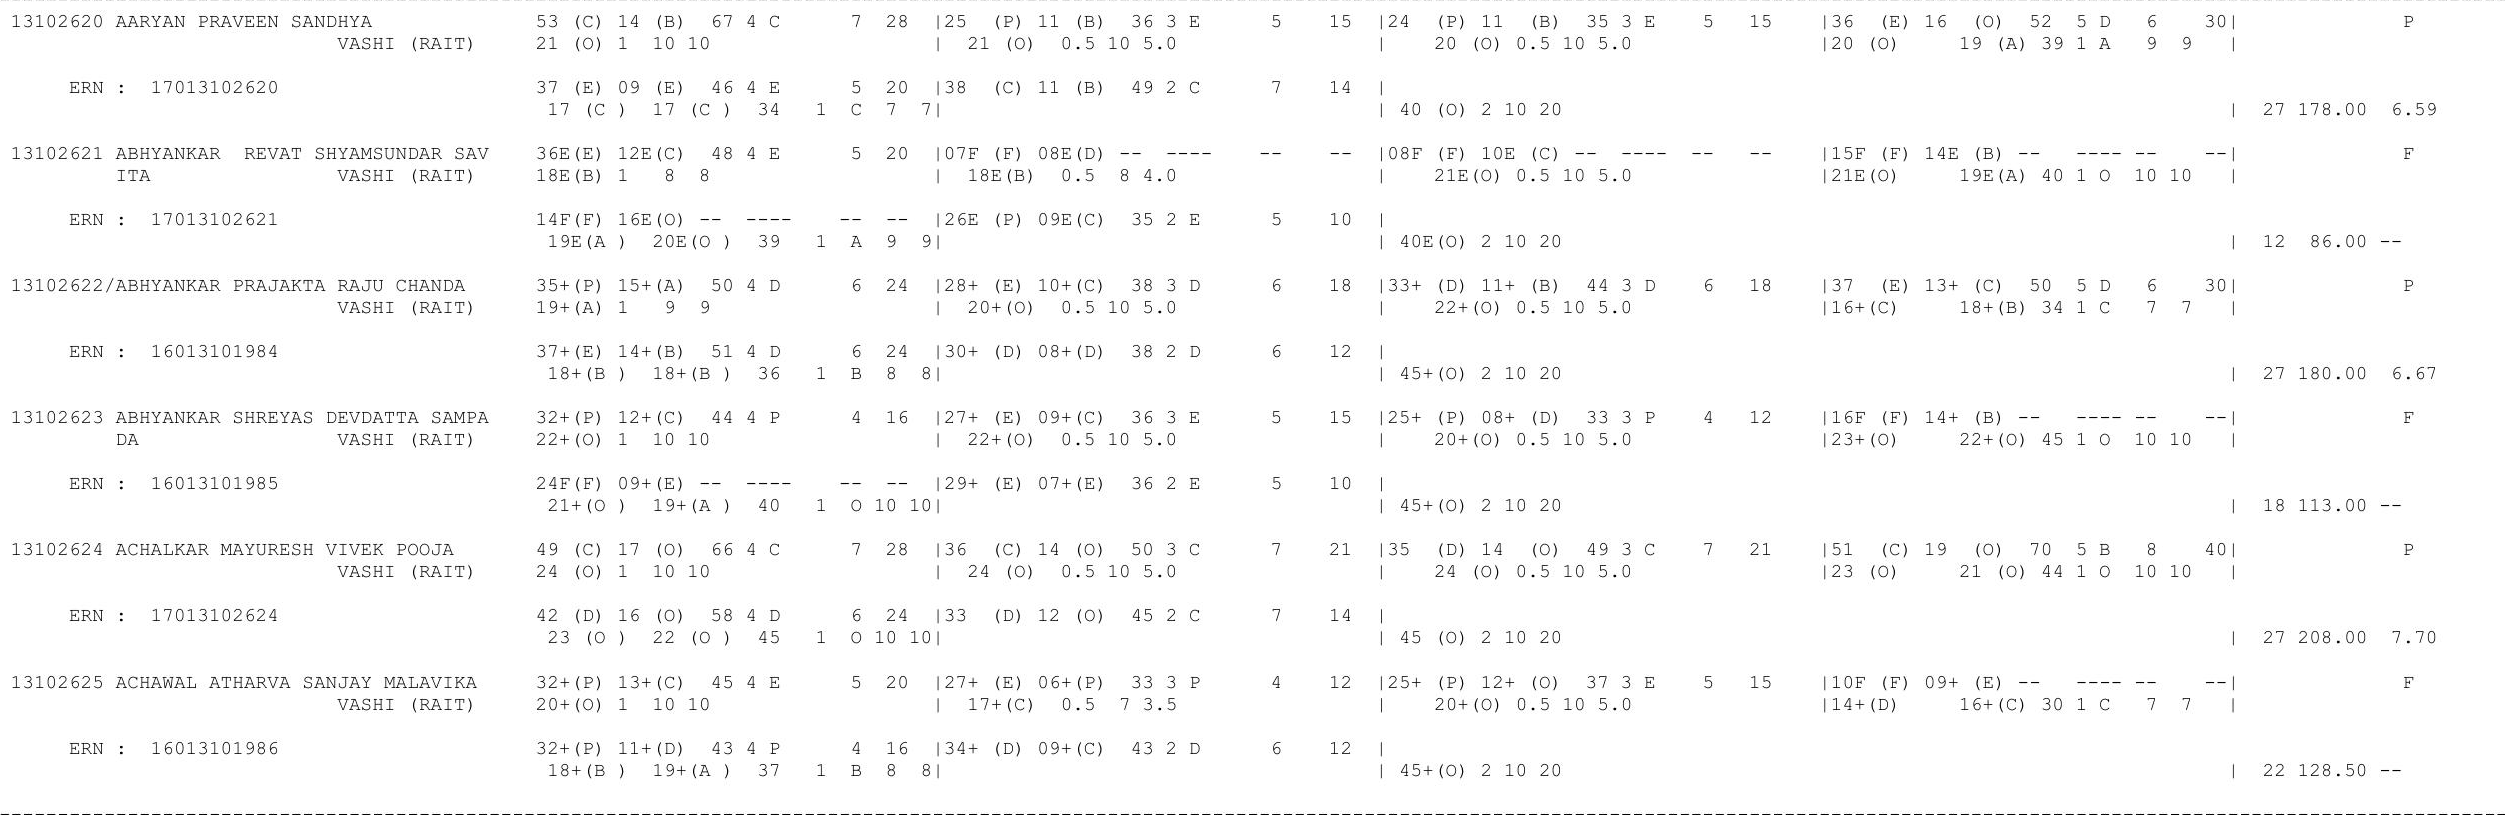 13102620 AARYAN PRAVEEN SANDHYA 53 (C) 14 (B) 67 4 C 7 28 |25 (P) 11 (B) 36 3 E 5 15 |24 (P) 11 (B) 35 3 E 5 15 |36 (E) 16 (O) 52 5 D 6 30| P
VASHI (RAIT) 21 (O) 1 10 10 | 21 (O) 0.5 10 5.0 | 20 (O) 0.5 10 5.0 |20 (O) 19 (A) 39 1 A 9 9 |
ERN : 17013102620 37 (E) 09 (E) 46 4 E 5 20 |38 (C) 11 (B) 49 2 C 7 14 |
17 (C ) 17 (C ) 34 1 C 7 7| | 40 (O) 2 10 20 | 27 178.00 6.59
13102621 ABHYANKAR REVAT SHYAMSUNDAR SAV 36E(E) 12E(C) 48 4 E 5 20 |07F (F) 08E(D) -- ---- -- -- |08F (F) 10E (C) -- ---- -- -- |15F (F) 14E (B) -- ---- -- --| F
ITA VASHI (RAIT) 18E(B) 1 8 8 | 18E(B) 0.5 8 4.0 | 21E(O) 0.5 10 5.0 |21E(O) 19E(A) 40 1 O 10 10 |
ERN : 17013102621 14F(F) 16E(O) -- ---- -- -- |26E (P) 09E(C) 35 2 E 5 10 |
19E(A ) 20E(O ) 39 1 A 9 9| | 40E(O) 2 10 20 | 12 86.00 --
13102622/ABHYANKAR PRAJAKTA RAJU CHANDA 35+(P) 15+(A) 50 4 D 6 24 |28+ (E) 10+(C) 38 3 D 6 18 |33+ (D) 11+ (B) 44 3 D 6 18 |37 (E) 13+ (C) 50 5 D 6 30| P
VASHI (RAIT) 19+(A) 1 9 9 | 20+(O) 0.5 10 5.0 | 22+(O) 0.5 10 5.0 |16+(C) 18+(B) 34 1 C 7 7 |
ERN : 16013101984 37+(E) 14+(B) 51 4 D 6 24 |30+ (D) 08+(D) 38 2 D 6 12 |
18+(B ) 18+(B ) 36 1 B 8 8| | 45+(O) 2 10 20 | 27 180.00 6.67
13102623 ABHYANKAR SHREYAS DEVDATTA SAMPA 32+(P) 12+(C) 44 4 P 4 16 |27+ (E) 09+(C) 36 3 E 5 15 |25+ (P) 08+ (D) 33 3 P 4 12 |16F (F) 14+ (B) -- ---- -- --| F
DA VASHI (RAIT) 22+(O) 1 10 10 | 22+(O) 0.5 10 5.0 | 20+(O) 0.5 10 5.0 |23+(O) 22+(O) 45 1 O 10 10 |
ERN : 16013101985 24F(F) 09+(E) -- ---- -- -- |29+ (E) 07+(E) 36 2 E 5 10 |
21+(O ) 19+(A ) 40 1 O 10 10| | 45+(O) 2 10 20 | 18 113.00 --
13102624 ACHALKAR MAYURESH VIVEK POOJA 49 (C) 17 (O) 66 4 C 7 28 |36 (C) 14 (O) 50 3 C 7 21 |35 (D) 14 (O) 49 3 C 7 21 |51 (C) 19 (O) 70 5 B 8 40| P
VASHI (RAIT) 24 (O) 1 10 10 | 24 (O) 0.5 10 5.0 | 24 (O) 0.5 10 5.0 |23 (O) 21 (O) 44 1 O 10 10 |
ERN : 17013102624 42 (D) 16 (O) 58 4 D 6 24 |33 (D) 12 (O) 45 2 C 7 14 |
23 (O ) 22 (O ) 45 1 O 10 10| | 45 (O) 2 10 20 | 27 208.00 7.70
13102625 ACHAWAL ATHARVA SANJAY MALAVIKA 32+(P) 13+(C) 45 4 E 5 20 |27+ (E) 06+(P) 33 3 P 4 12 |25+ (P) 12+ (O) 37 3 E 5 15 |10F (F) 09+ (E) -- ---- -- --| F
VASHI (RAIT) 20+(O) 1 10 10 | 17+(C) 0.5 7 3.5 | 20+(O) 0.5 10 5.0 |14+(D) 16+(C) 30 1 C 7 7 |
ERN : 16013101986 32+(P) 11+(D) 43 4 P 4 16 |34+ (D) 09+(C) 43 2 D 6 12 |
18+(B ) 19+(A ) 37 1 B 8 8| | 45+(O) 2 10 20 | 22 128.50 --